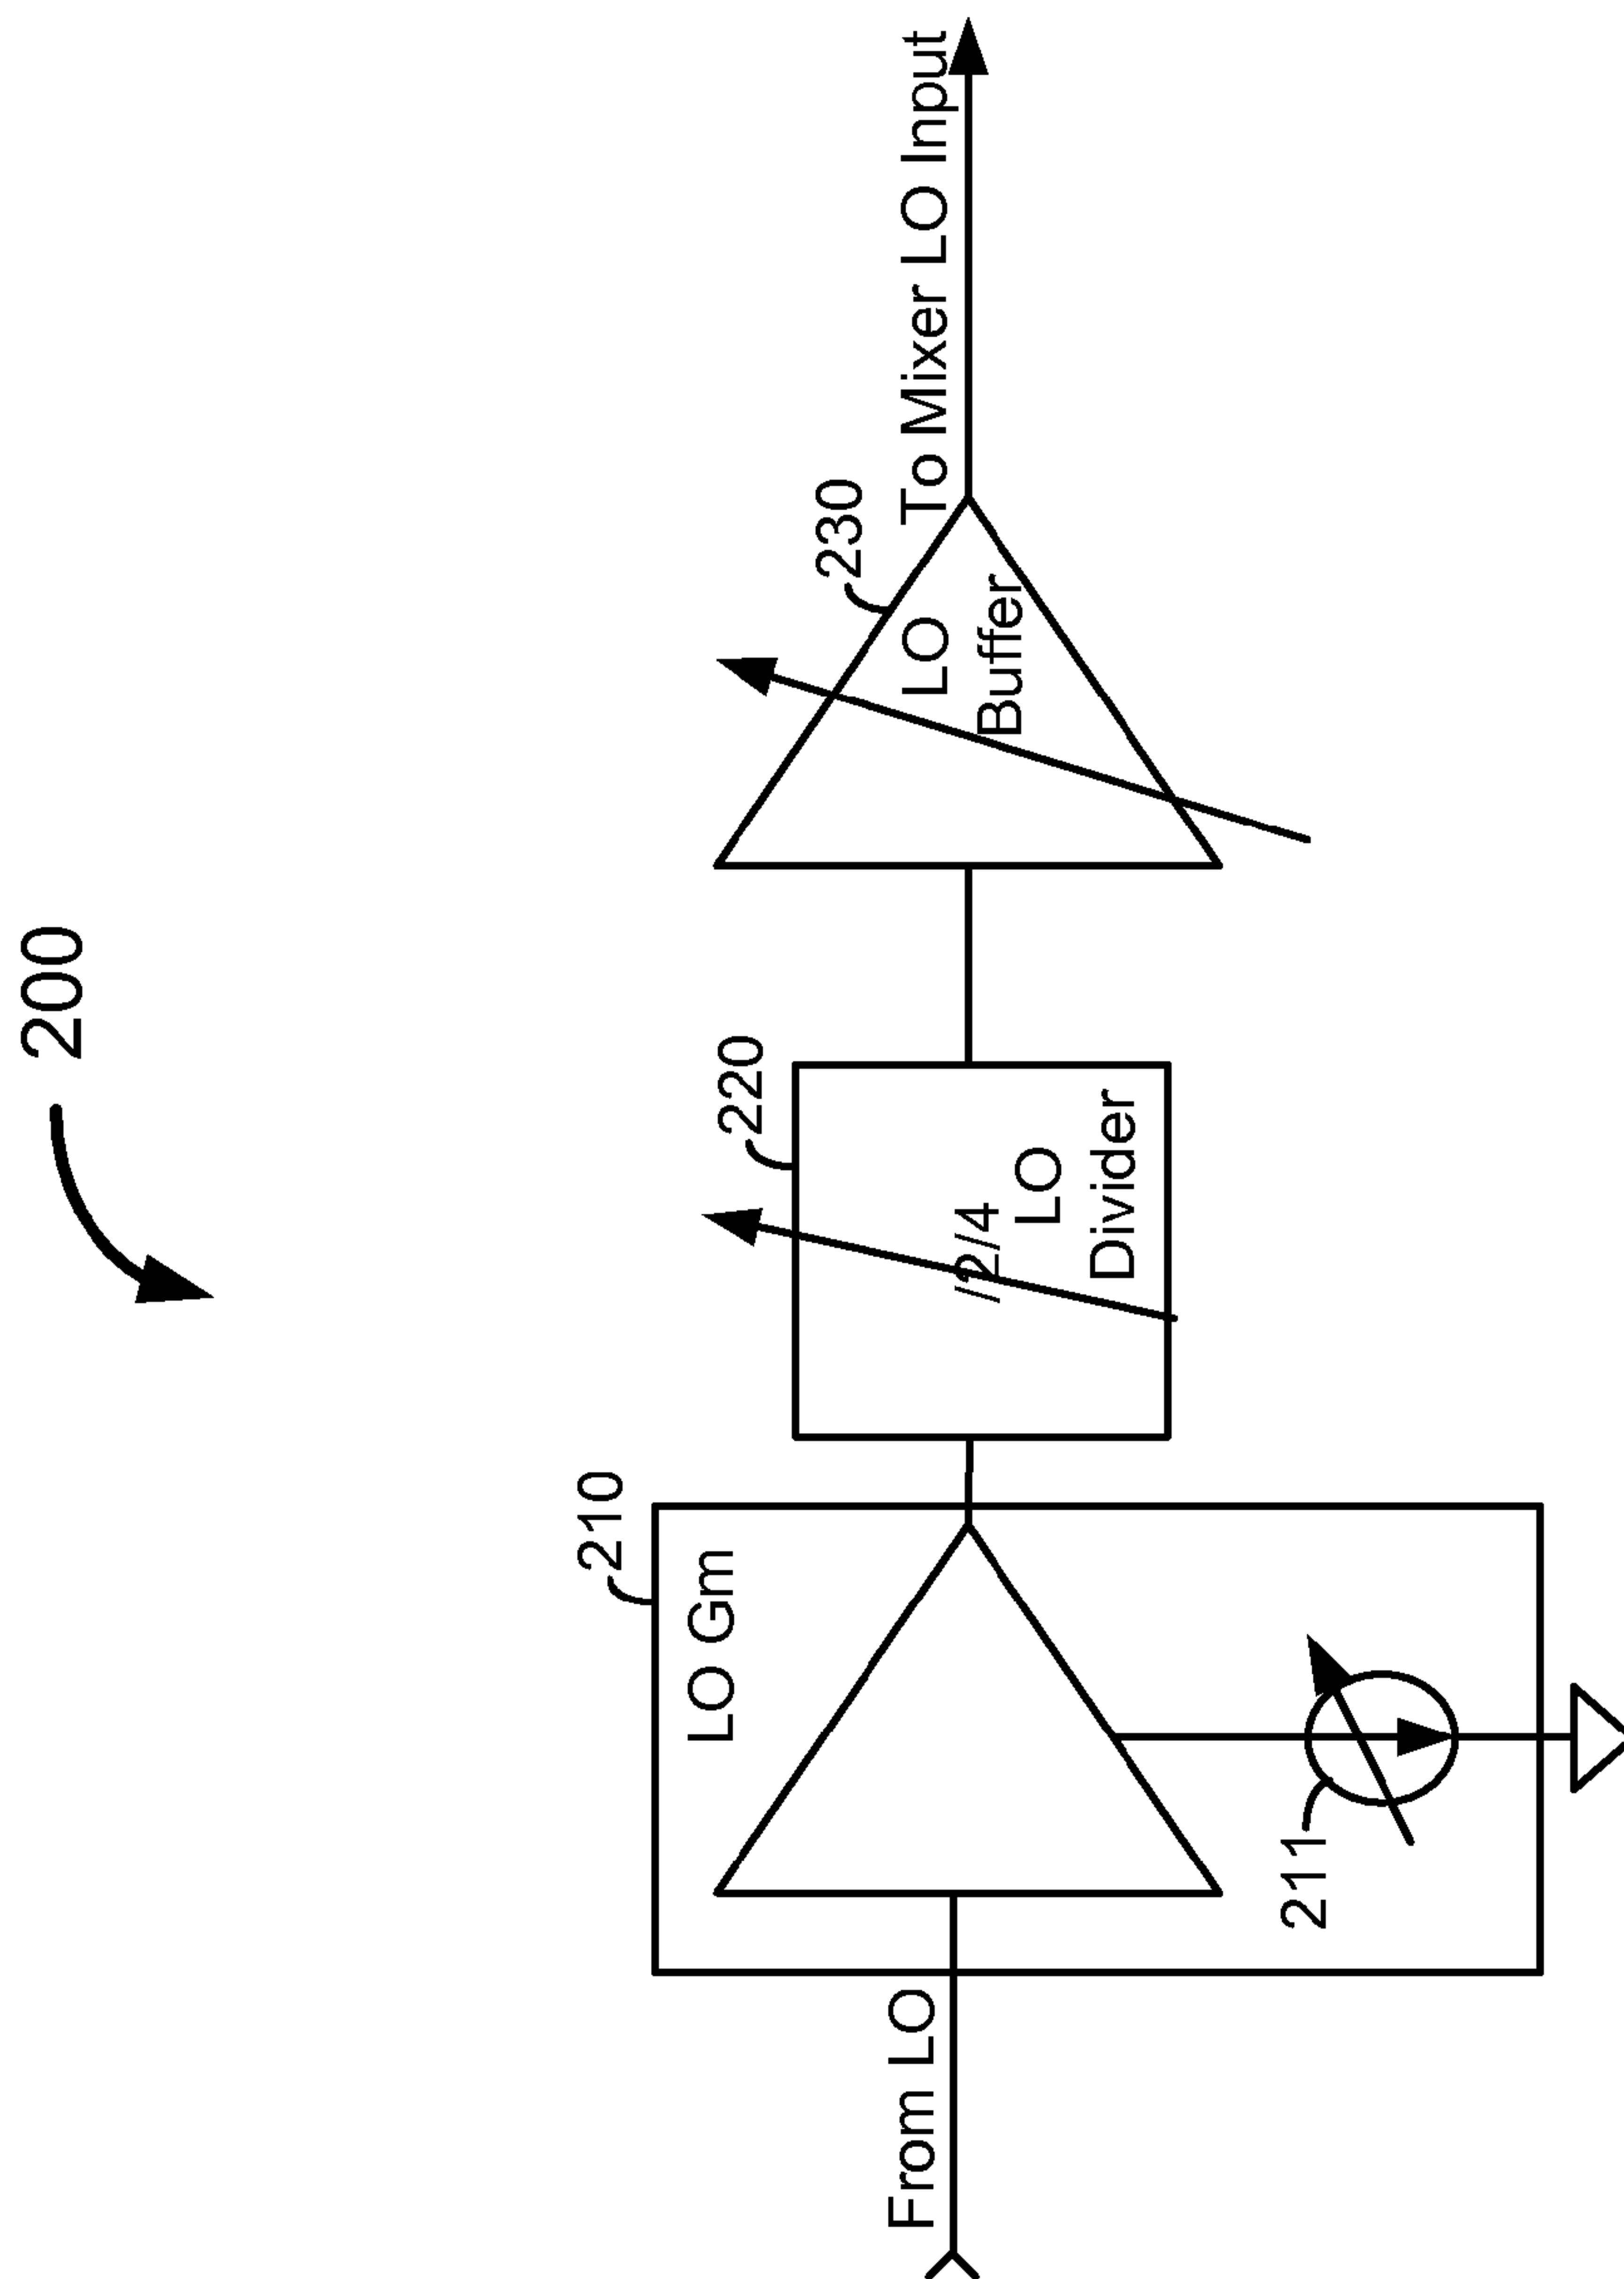 200
From LO
210
LO Gm
211
220
/2/4
LO
Divider
230
LO
Buffer
To Mixer LO Input